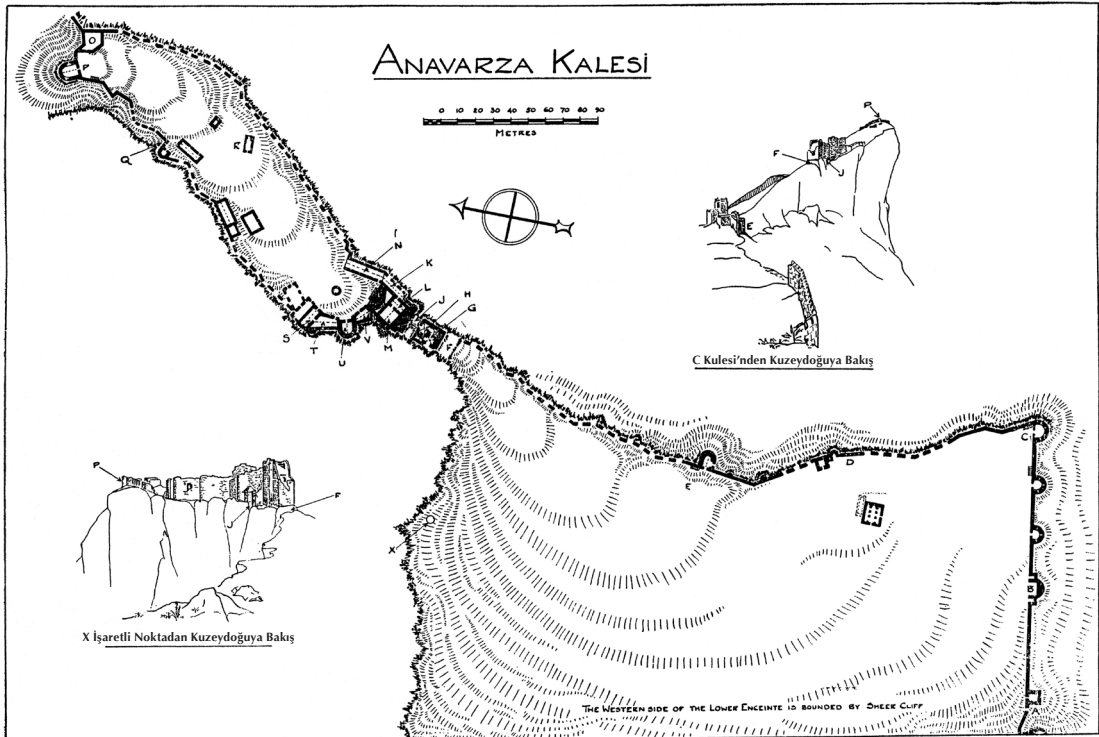 ANAVARZA KALESİ
0 10 20 30 40 50 60 70 80 90
METRES
O
P
Q
R
I
N
K
L
J
H
G
F
S
T
U
V
M
P
F
J
E
C Kulesi'nden Kuzeydoğuya Bakış
C
D
E
B
A
X
P
F
X İşaretli Noktadan Kuzeydoğuya Bakış
THE WESTERN SIDE OF THE LOWER ENCEINTE IS BOUNDED BY SHEER CLIFF